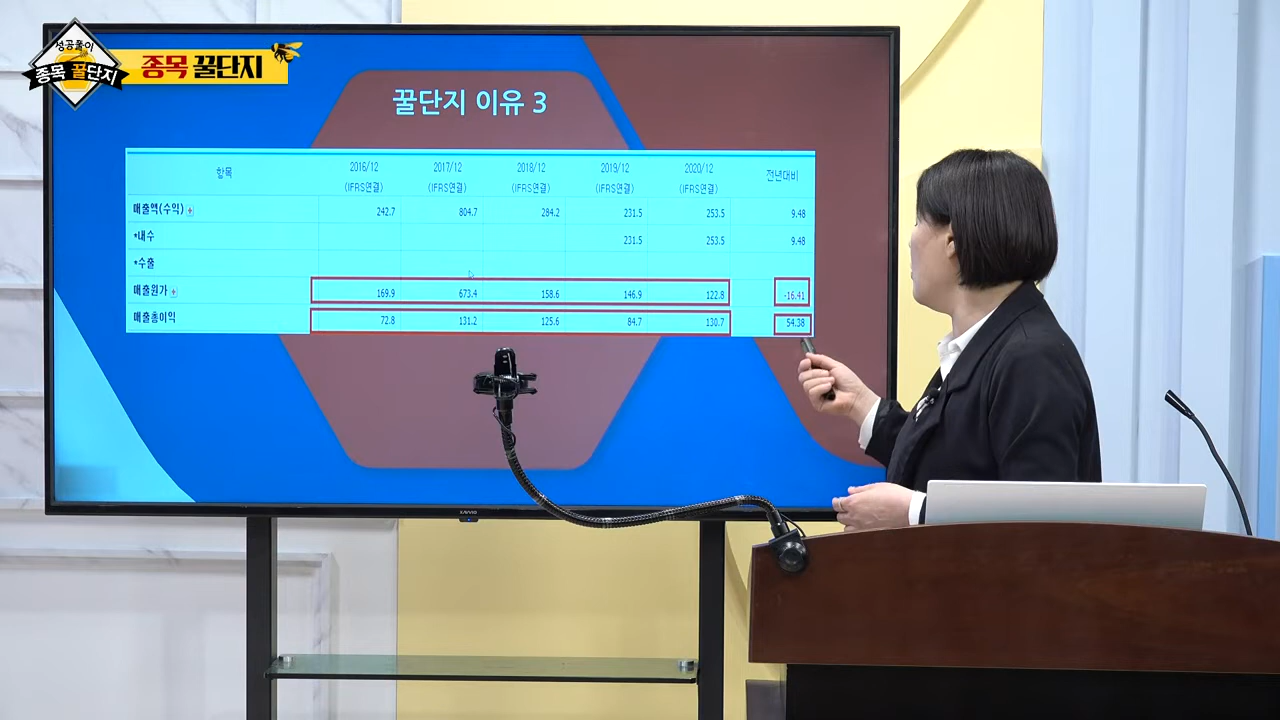 성공풀이
종목 꿀단지
종목 꿀단지
꿀단지 이유 3
항목 2016/12 2017/12 2018/12 2019/12 2020/12 전년대비
(IFRS연결) (IFRS연결) (IFRS연결) (IFRS연결) (IFRS연결)
매출액(수익) 242.7 804.7 284.2 231.5 253.5 9.48
*내수 231.5 253.5 9.48
*수출
매출원가 169.9 673.4 158.6 146.9 122.8 -16.41
매출총이익 72.8 131.2 125.6 84.7 130.7 54.38